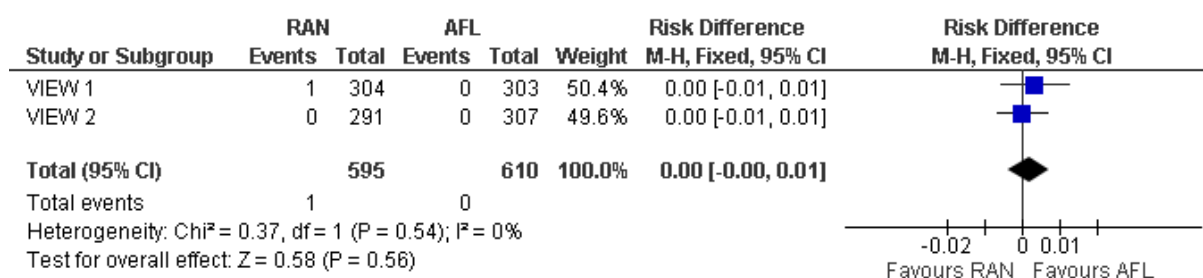 RAN AFL Risk Difference Risk Difference
Study or Subgroup Events Total Events Total Weight M-H, Fixed, 95% CI M-H, Fixed, 95% CI
VIEW 1 1 304 0 303 50.4% 0.00 [-0.01, 0.01]
VIEW 2 0 291 0 307 49.6% 0.00 [-0.01, 0.01]
Total (95% CI) 595 610 100.0% 0.00 [-0.00, 0.01]
Total events 1 0
Heterogeneity: Chi² = 0.37, df = 1 (P = 0.54); I² = 0%
Test for overall effect: Z = 0.58 (P = 0.56)
-0.02 0 0.01
Favours RAN Favours AFL